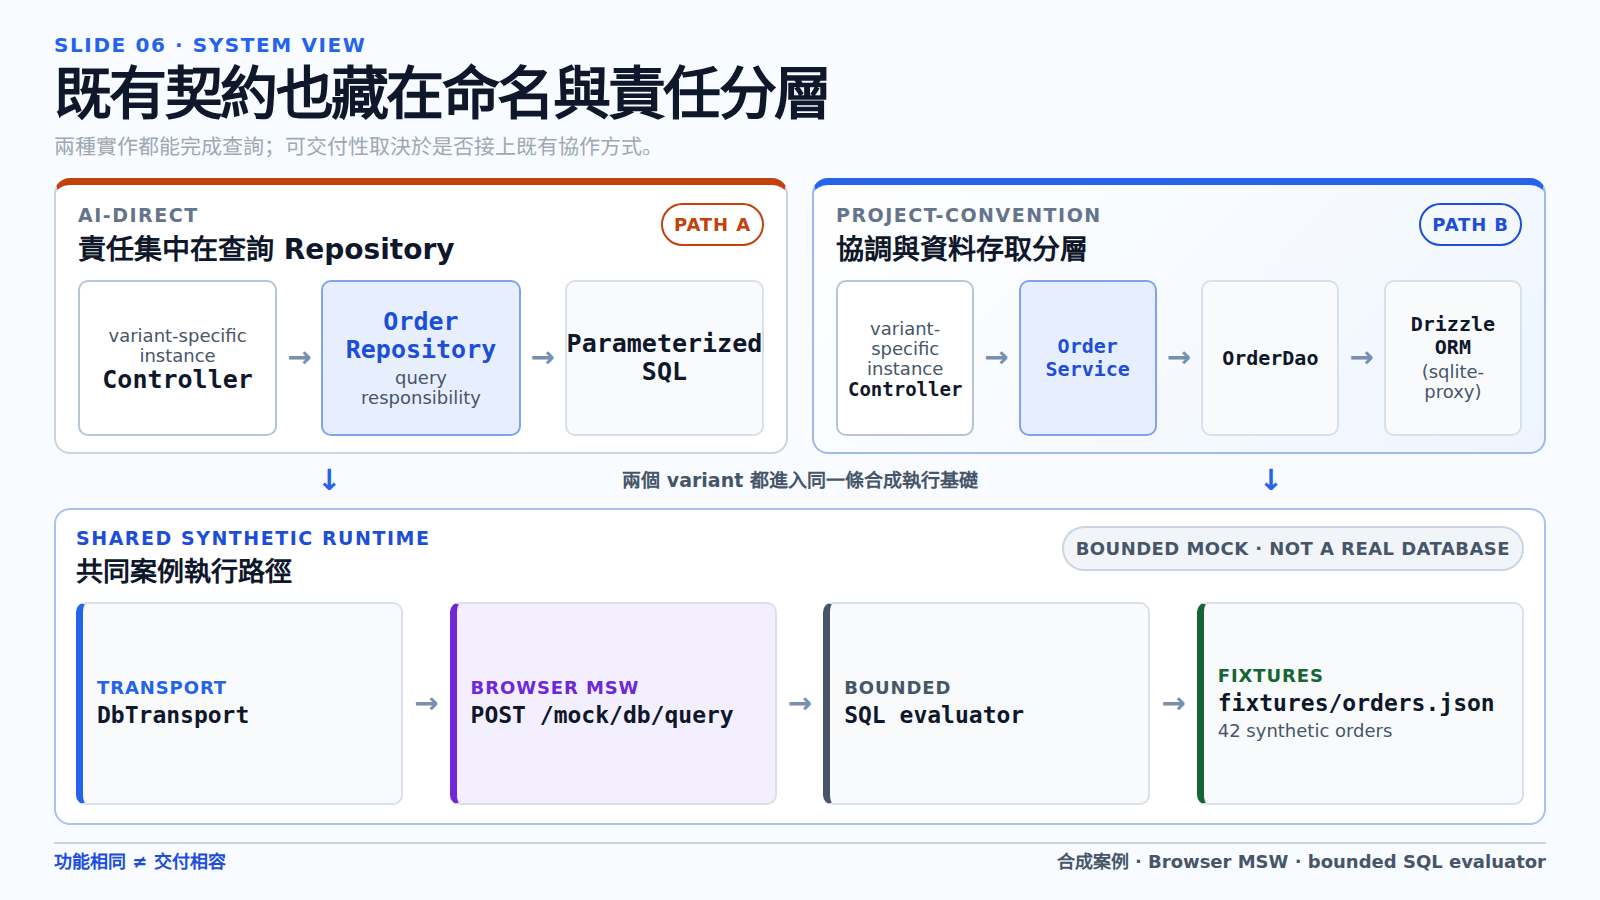 SLIDE 06 · SYSTEM VIEW
既有契約也藏在命名與責任分層
兩種實作都能完成查詢；可交付性取決於是否接上既有協作方式。
AI-DIRECT
責任集中在查詢 Repository
PATH A
variant-specific
instance
Controller
→
Order
Repository
query
responsibility
→
Parameterized
SQL
PROJECT-CONVENTION
協調與資料存取分層
PATH B
variant-
specific
instance
Controller
→
Order
Service
→
OrderDao
→
Drizzle
ORM
(sqlite-
proxy)
↓
兩個 variant 都進入同一條合成執行基礎
↓
SHARED SYNTHETIC RUNTIME
共同案例執行路徑
BOUNDED MOCK · NOT A REAL DATABASE
TRANSPORT
DbTransport
→
BROWSER MSW
POST /mock/db/query
→
BOUNDED
SQL evaluator
→
FIXTURES
fixtures/orders.json
42 synthetic orders
功能相同 ≠ 交付相容
合成案例 · Browser MSW · bounded SQL evaluator